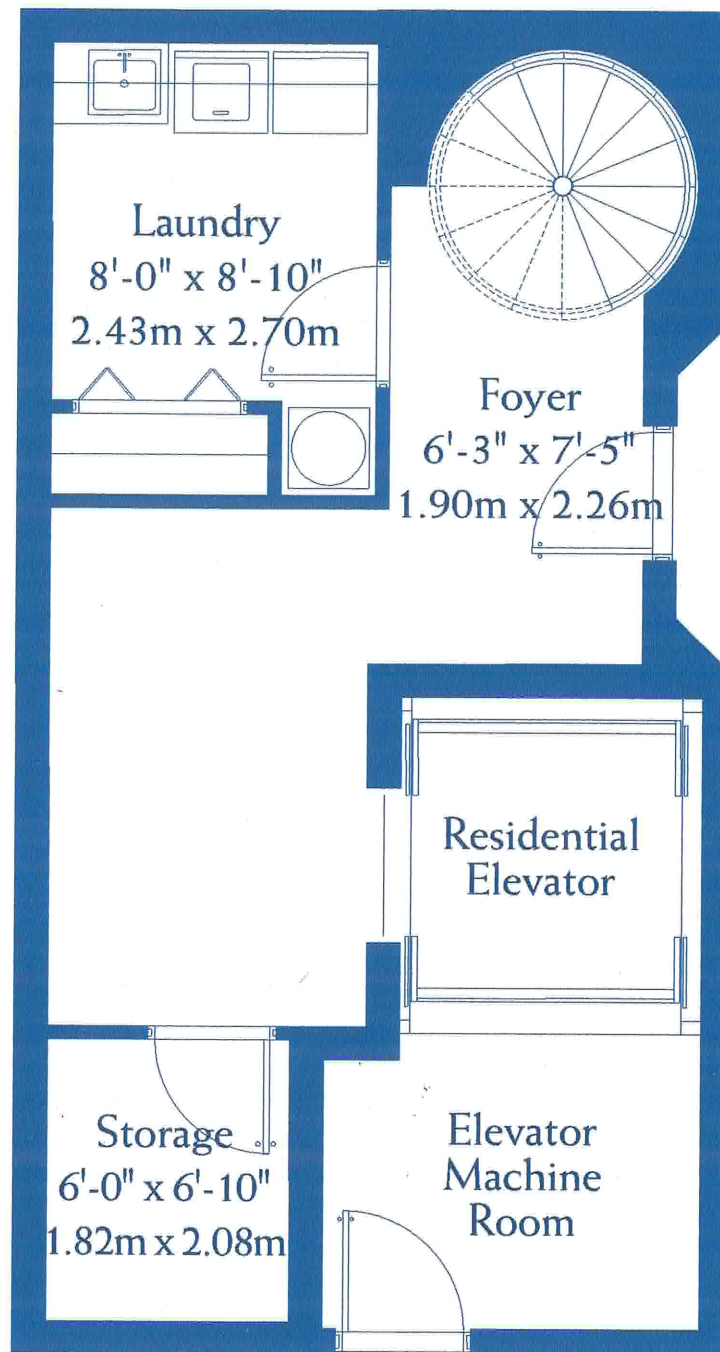 Laundry
8'-0" x 8'-10"
2.43m x 2.70m
Foyer
6'-3" x 7'-5"
1.90m x 2.26m
Residential
Elevator
Storage
6'-0" x 6'-10"
1.82m x 2.08m
Elevator
Machine
Room